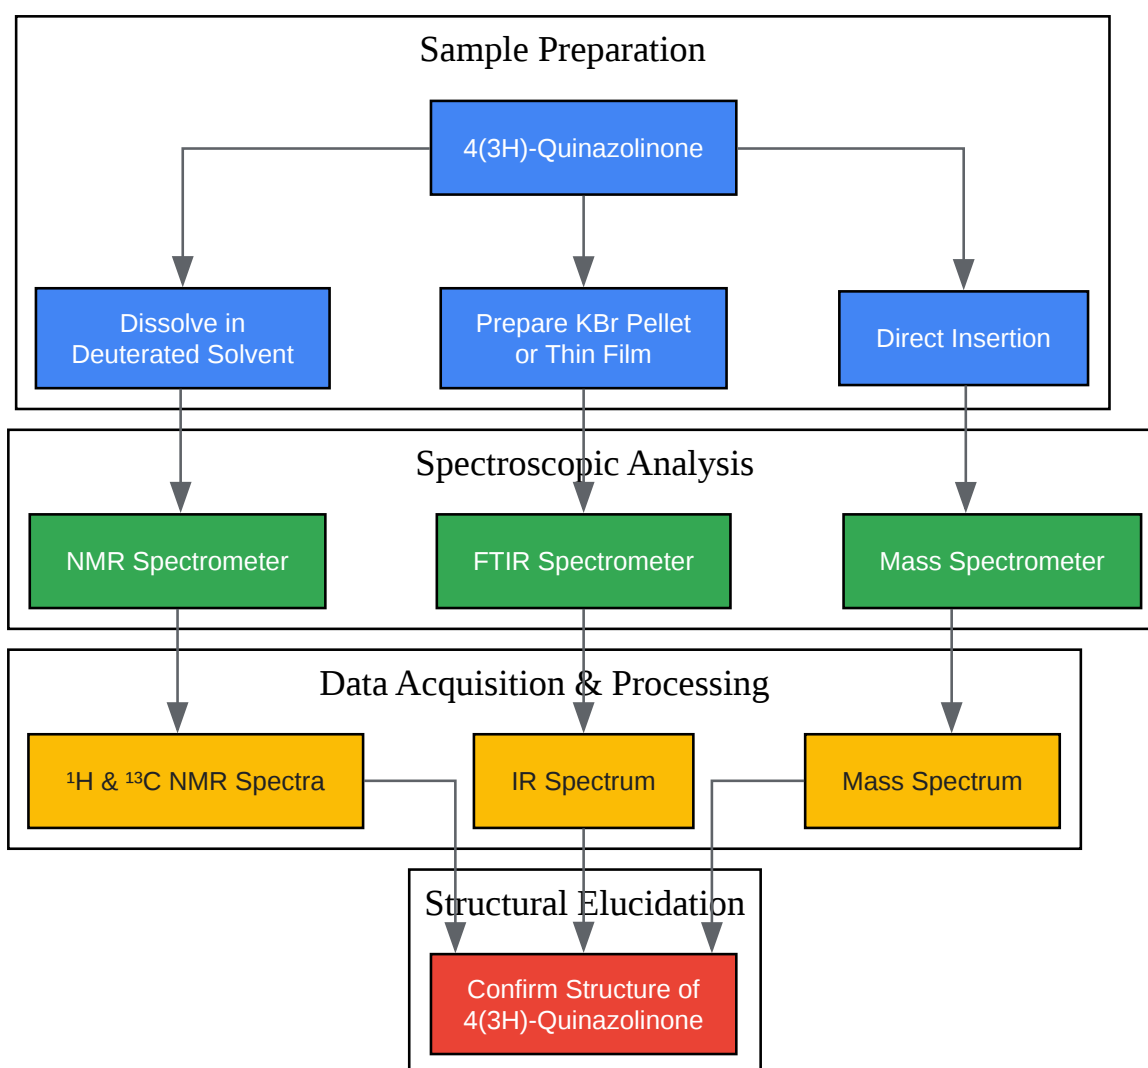 Sample Preparation
4(3H)-Quinazolinone
Dissolve in
Deuterated Solvent
Prepare KBr Pellet
or Thin Film
Direct Insertion
Spectroscopic Analysis
NMR Spectrometer
FTIR Spectrometer
Mass Spectrometer
Data Acquisition & Processing
¹H & ¹³C NMR Spectra
IR Spectrum
Mass Spectrum
Structural Elucidation
Confirm Structure of
4(3H)-Quinazolinone